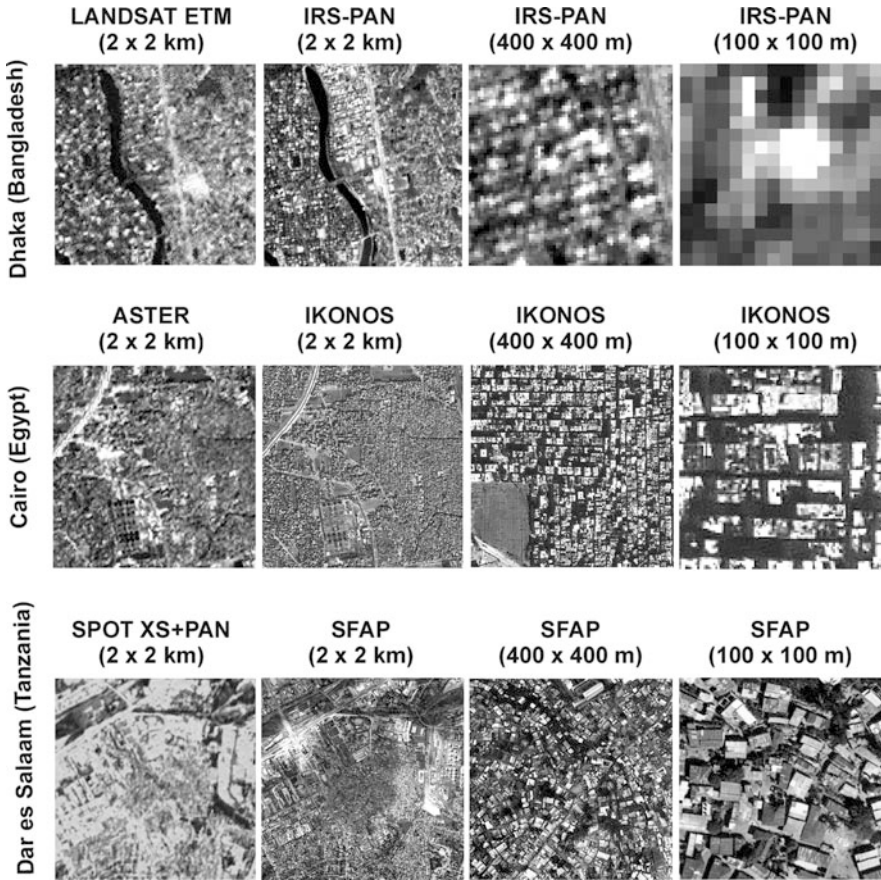 LANDSAT ETM
(2 x 2 km)
IRS-PAN
(2 x 2 km)
IRS-PAN
(400 x 400 m)
IRS-PAN
(100 x 100 m)
Dhaka (Bangladesh)
ASTER
(2 x 2 km)
IKONOS
(2 x 2 km)
IKONOS
(400 x 400 m)
IKONOS
(100 x 100 m)
Cairo (Egypt)
SPOT XS+PAN
(2 x 2 km)
SFAP
(2 x 2 km)
SFAP
(400 x 400 m)
SFAP
(100 x 100 m)
Dar es Salaam (Tanzania)